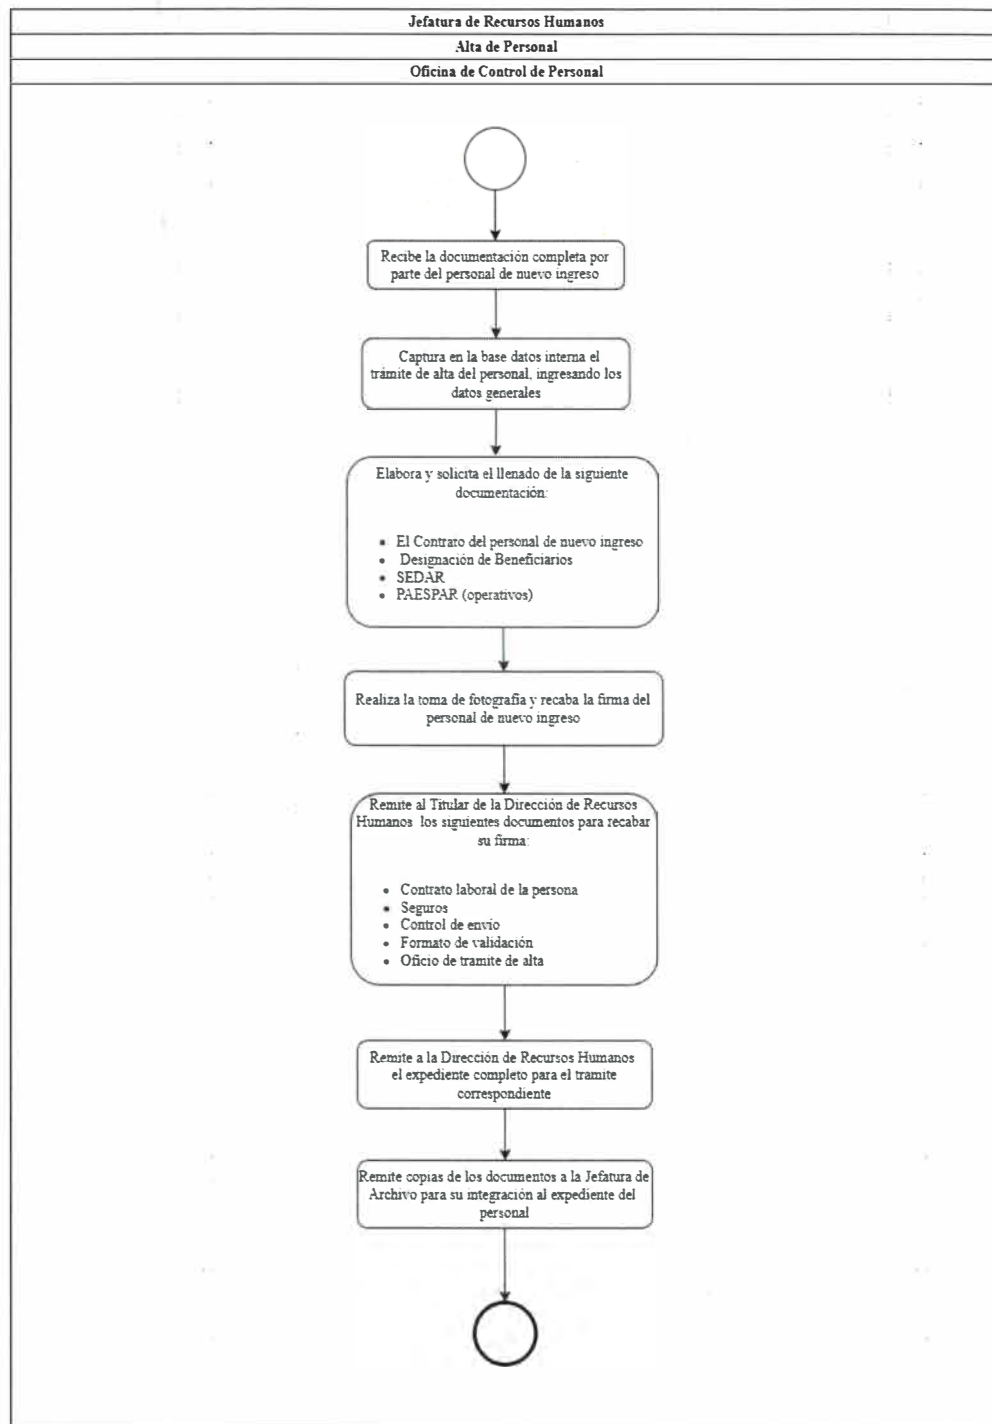 Jefatura de Recursos Humanos
Alta de Personal
Oficina de Control de Personal
Recibe la documentación completa por
parte del personal de nuevo ingreso
Captura en la base datos interna el
trámite de alta del personal, ingresando los
datos generales
Elabora y solicita el llenado de la siguiente
documentación:
• El Contrato del personal de nuevo ingreso
• Designación de Beneficiarios
• SEDAR
• PAESPAR (operativos)
Realiza la toma de fotografía y recaba la firma del
personal de nuevo ingreso
Remite al Titular de la Dirección de Recursos
Humanos los siguientes documentos para recabar
su firma:
• Contrato laboral de la persona
• Seguros
• Control de envío
• Formato de validación
• Oficio de tramite de alta
Remite a la Dirección de Recursos Humanos
el expediente completo para el tramite
correspondiente
Remite copias de los documentos a la Jefatura de
Archivo para su integración al expediente del
personal